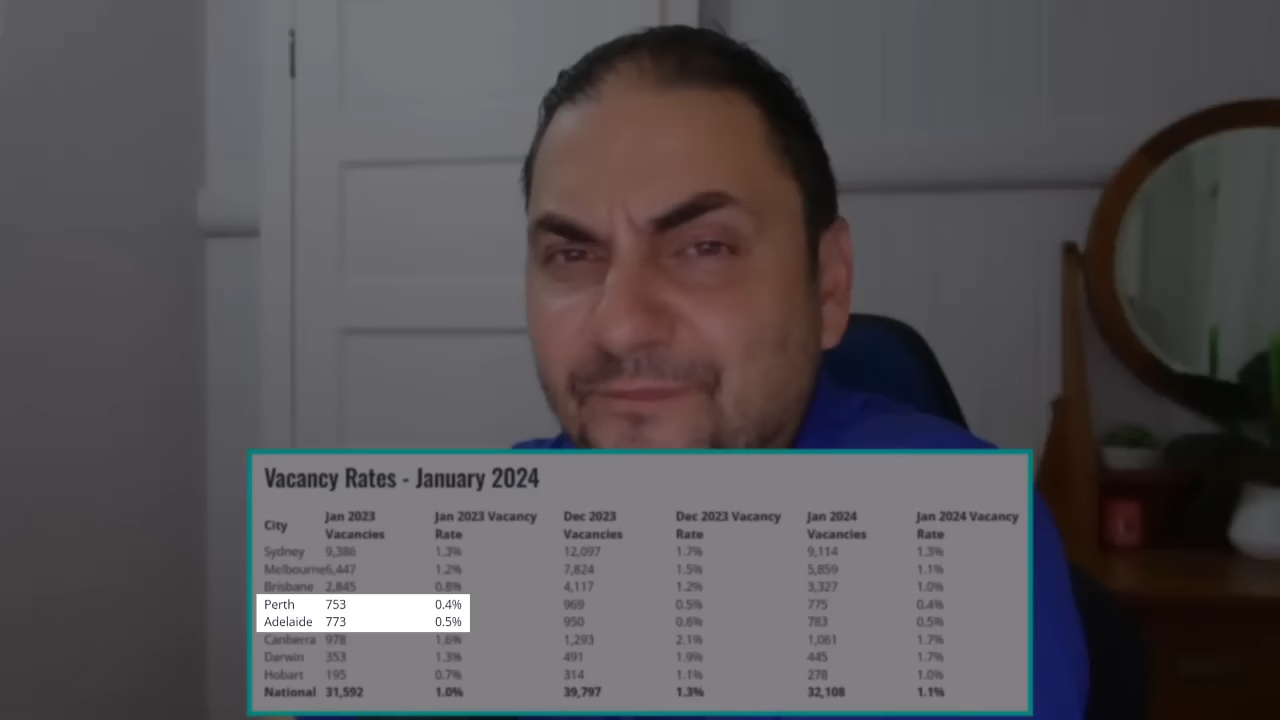 Vacancy Rates - January 2024
City Jan 2023 Vacancies Jan 2023 Vacancy Rate Dec 2023 Vacancies Dec 2023 Vacancy Rate Jan 2024 Vacancies Jan 2024 Vacancy Rate
Sydney 9,386 1.3% 12,097 1.7% 9,114 1.3%
Melbourne 6,447 1.2% 7,824 1.5% 5,859 1.1%
Brisbane 2,845 0.8% 4,117 1.2% 3,327 1.0%
Perth 753 0.4% 969 0.5% 775 0.4%
Adelaide 773 0.5% 950 0.6% 783 0.5%
Canberra 978 1.6% 1,293 2.1% 1,061 1.7%
Darwin 353 1.3% 491 1.9% 445 1.7%
Hobart 195 0.7% 314 1.1% 278 1.0%
National 31,592 1.0% 39,797 1.3% 32,108 1.1%